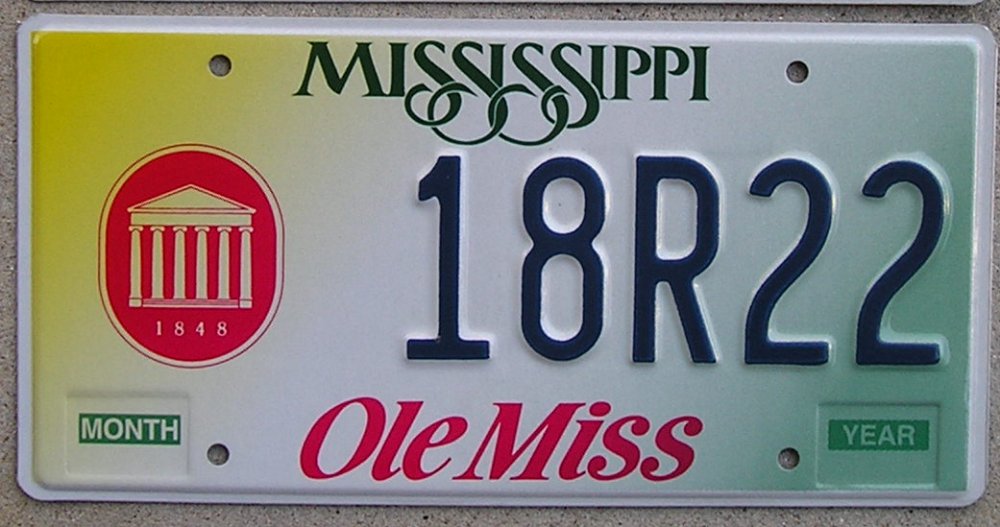 MISSISSIPPI
18R22
1848
MONTH
Ole Miss
YEAR